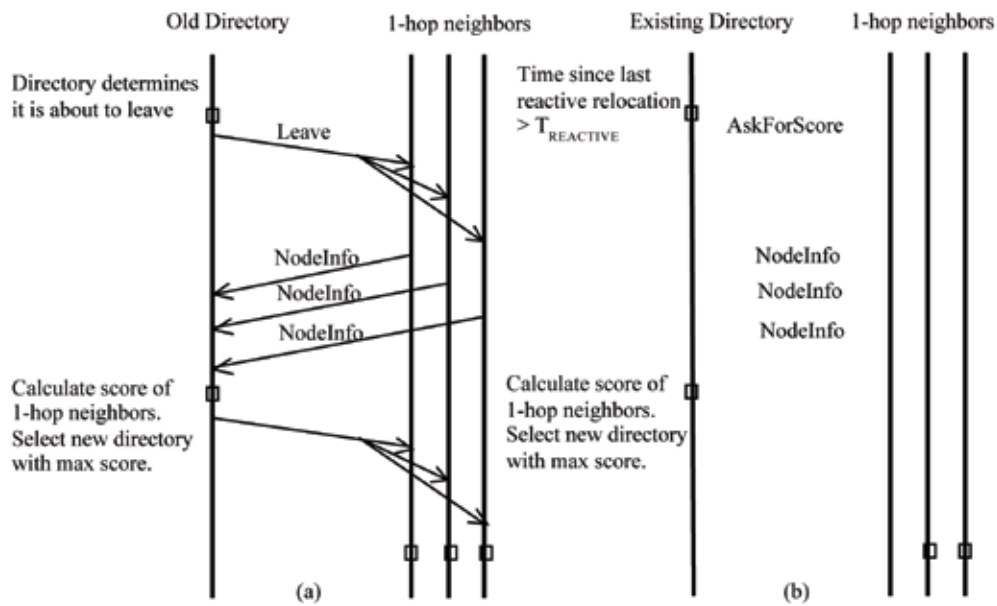 Old Directory
1-hop neighbors
Directory determines
it is about to leave
Leave
NodeInfo
NodeInfo
NodeInfo
Calculate score of
1-hop neighbors.
Select new directory
with max score.
(a)
Existing Directory
1-hop neighbors
Time since last
reactive relocation
> T_REACTIVE
AskForScore
NodeInfo
NodeInfo
NodeInfo
Calculate score of
1-hop neighbors.
Select new directory
with max score.
(b)